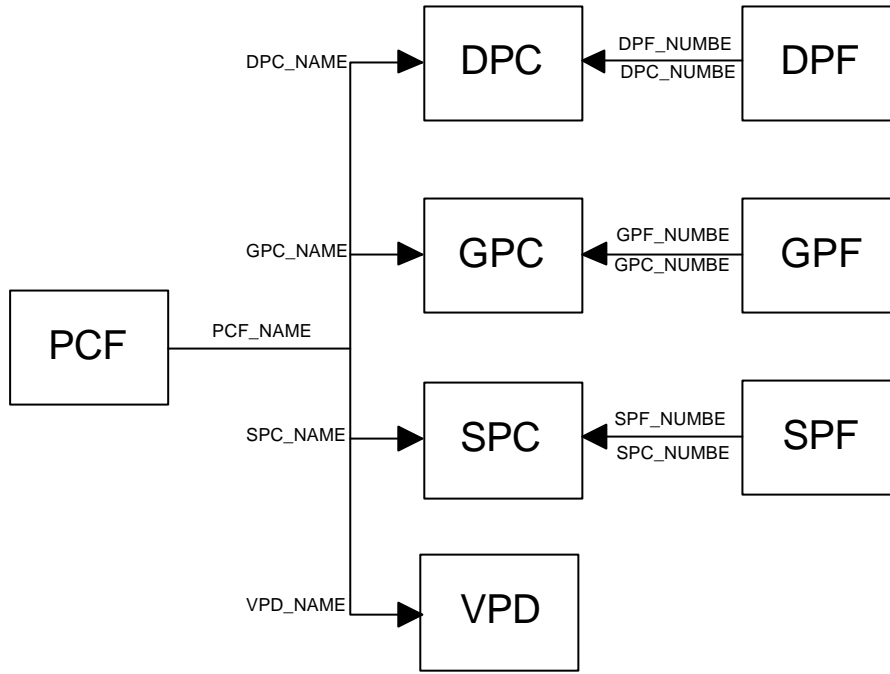 DPC_NAME
DPC
DPF_NUMBE
DPC_NUMBE
DPF
GPC_NAME
GPC
GPF_NUMBE
GPC_NUMBE
GPF
PCF
PCF_NAME
SPC_NAME
SPC
SPF_NUMBE
SPC_NUMBE
SPF
VPD_NAME
VPD